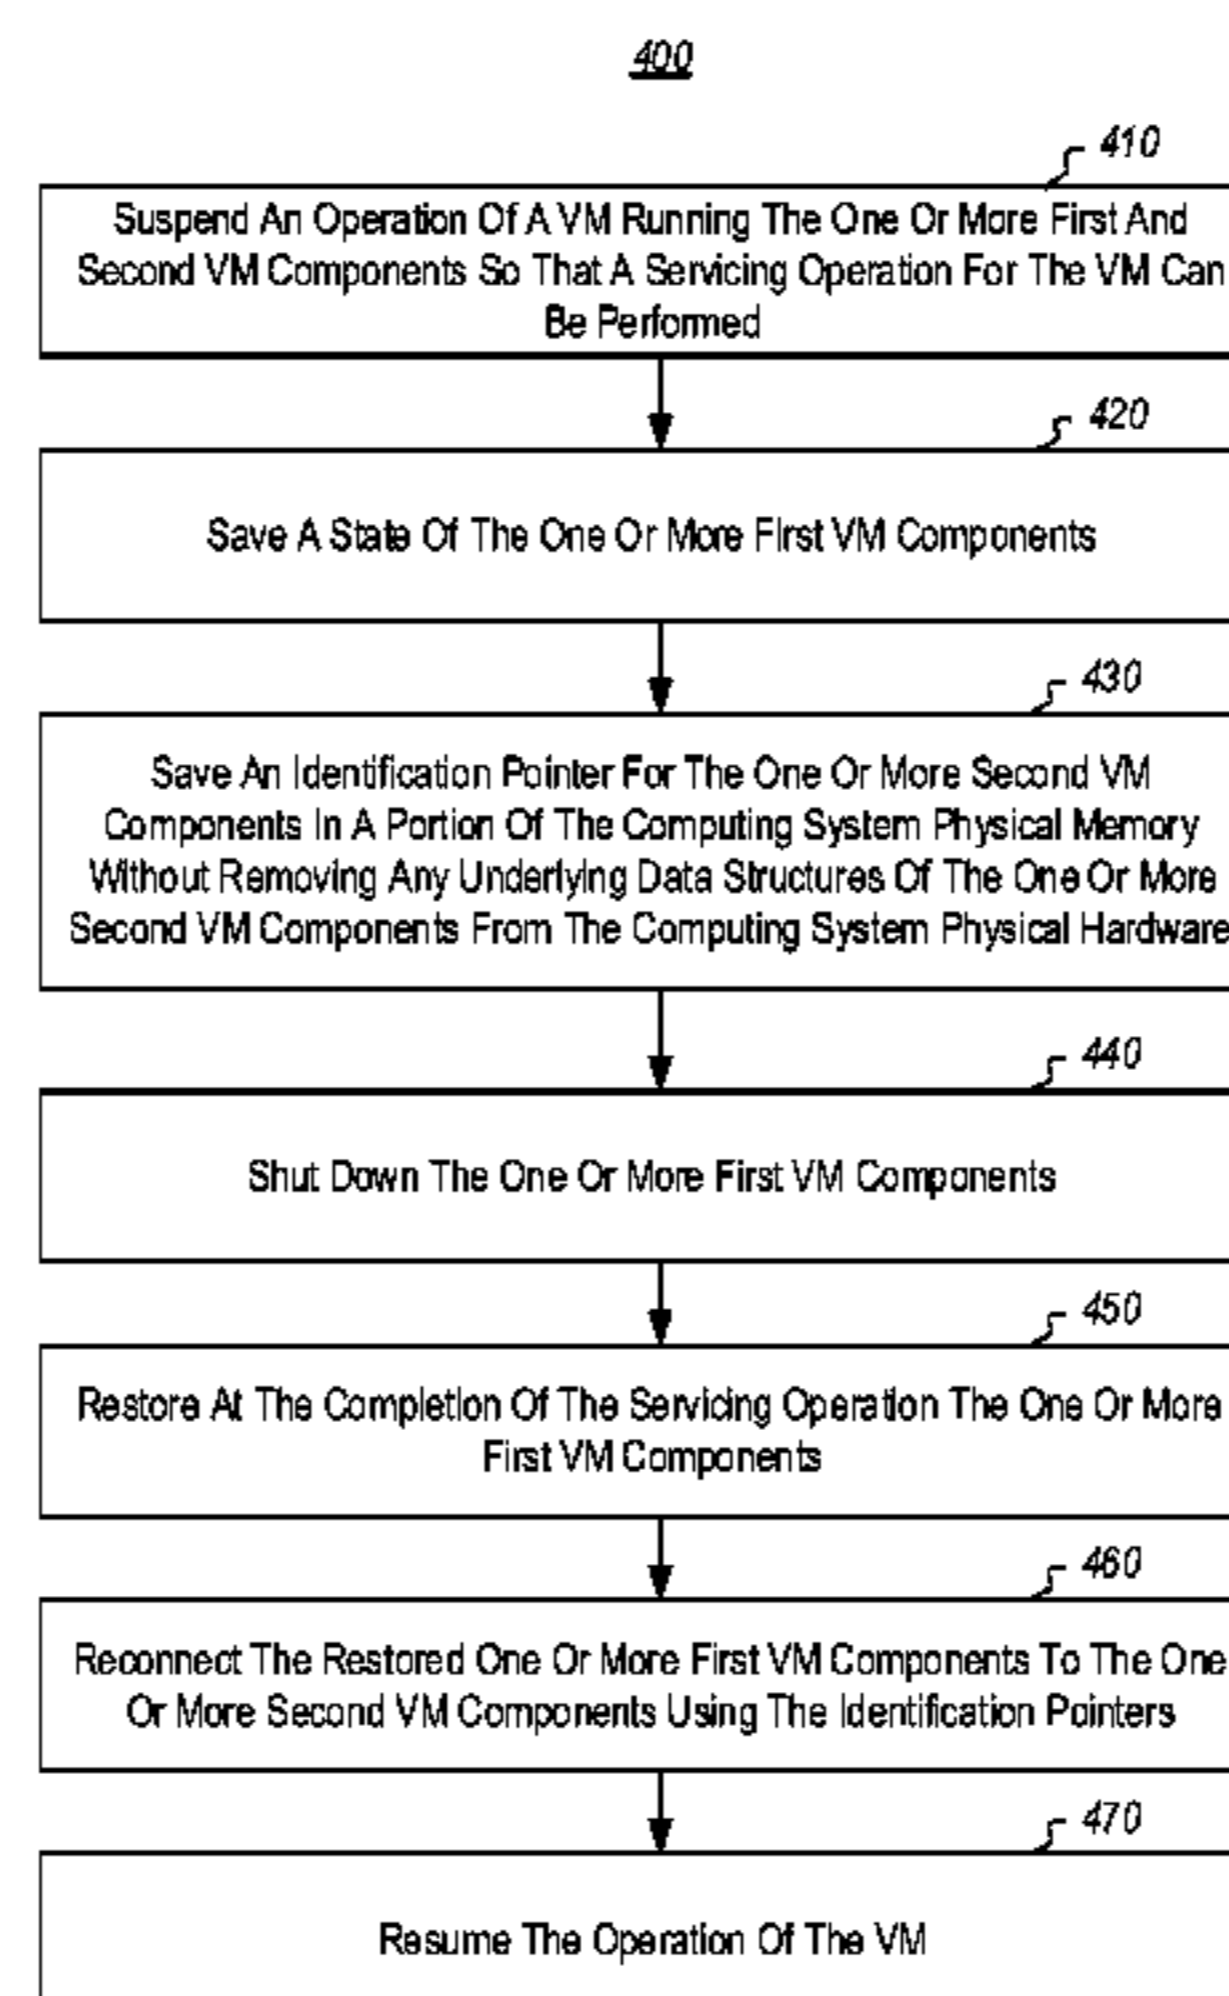 400
410
Suspend An Operation Of A VM Running The One Or More First And
Second VM Components So That A Servicing Operation For The VM Can
Be Performed
420
Save A State Of The One Or More First VM Components
430
Save An Identification Pointer For The One Or More Second VM
Components In A Portion Of The Computing System Physical Memory
Without Removing Any Underlying Data Structures Of The One Or More
Second VM Components From The Computing System Physical Hardware
440
Shut Down The One Or More First VM Components
450
Restore At The Completion Of The Servicing Operation The One Or More
First VM Components
460
Reconnect The Restored One Or More First VM Components To The One
Or More Second VM Components Using The Identification Pointers
470
Resume The Operation Of The VM